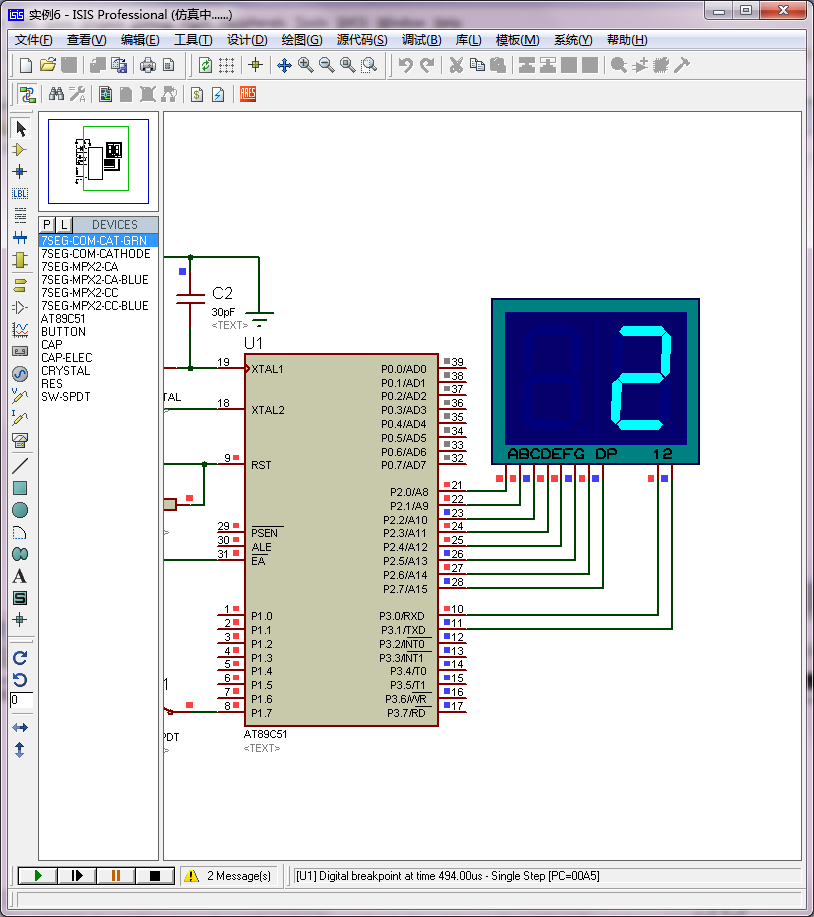 实例6 - ISIS Professional (仿真中......)
文件(F) 查看(V) 编辑(E) 工具(T) 设计(D) 绘图(G) 源代码(S) 调试(B) 库(L) 模板(M) 系统(Y) 帮助(H)
ARES
LBL
P L DEVICES
7SEG-COM-CAT-GRN
7SEG-COM-CATHODE
7SEG-MPX2-CA
7SEG-MPX2-CA-BLUE
7SEG-MPX2-CC
7SEG-MPX2-CC-BLUE
AT89C51
BUTTON
CAP
CAP-ELEC
CRYSTAL
RES
SW-SPDT
A
S
0
C2
30pF
<TEXT>
U1
19 XTAL1
18 XTAL2
9 RST
29 PSEN
30 ALE
31 EA
1 P1.0
2 P1.1
3 P1.2
4 P1.3
5 P1.4
6 P1.5
7 P1.6
8 P1.7
P0.0/AD0 39
P0.1/AD1 38
P0.2/AD2 37
P0.3/AD3 36
P0.4/AD4 35
P0.5/AD5 34
P0.6/AD6 33
P0.7/AD7 32
P2.0/A8 21
P2.1/A9 22
P2.2/A10 23
P2.3/A11 24
P2.4/A12 25
P2.5/A13 26
P2.6/A14 27
P2.7/A15 28
P3.0/RXD 10
P3.1/TXD 11
P3.2/INT0 12
P3.3/INT1 13
P3.4/T0 14
P3.5/T1 15
P3.6/WR 16
P3.7/RD 17
AT89C51
<TEXT>
TAL
1
PDT
>
2
ABCDEFG DP 12
2 Message(s)
[U1] Digital breakpoint at time 494.00us - Single Step [PC=00A5]